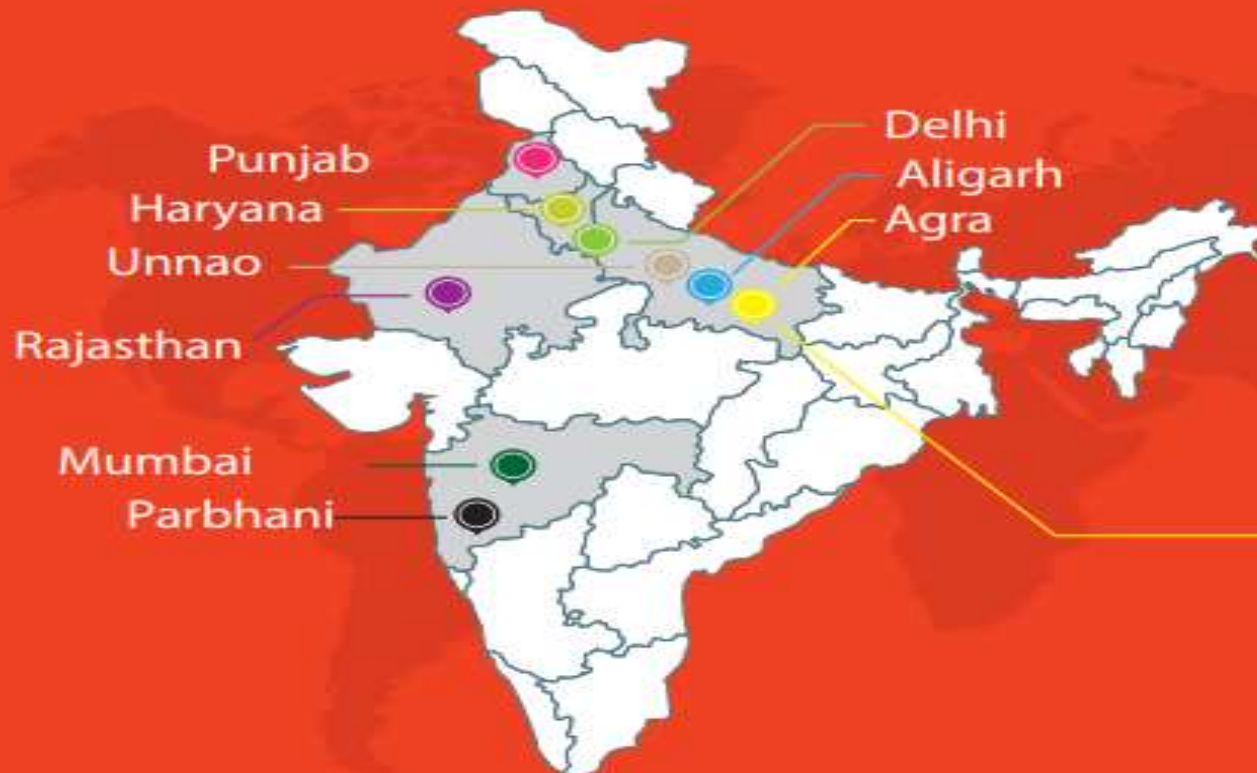 Punjab
Haryana
Unnao
Rajasthan
Mumbai
Parbhani
Delhi
Aligarh
Agra